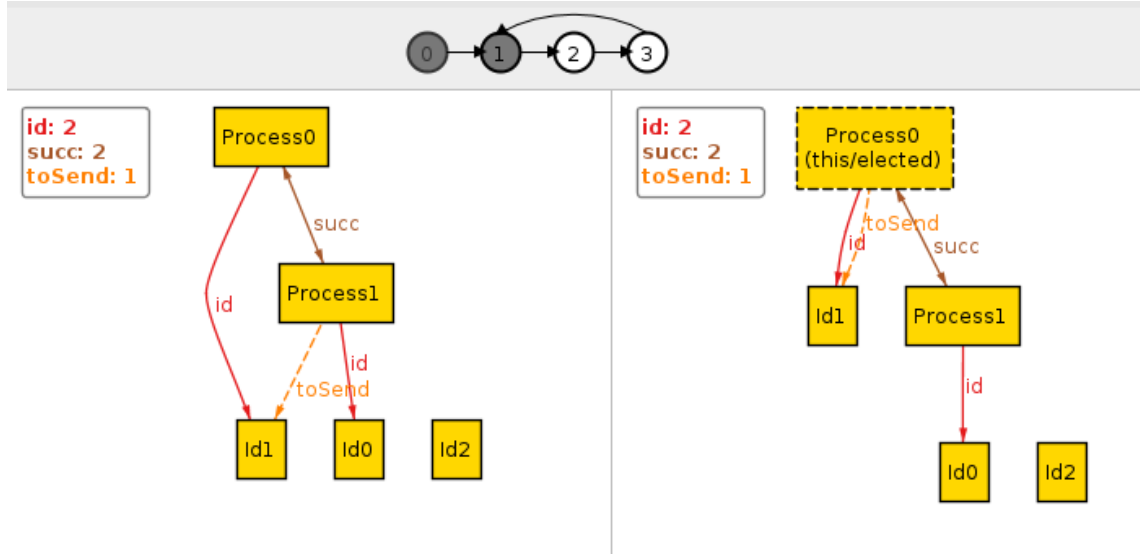 0
1
2
3
id: 2
succ: 2
toSend: 1
Process0
succ
Process1
id
id
toSend
Id1
Id0
Id2
id: 2
succ: 2
toSend: 1
Process0
(this/elected)
toSend
id
succ
Id1
Process1
id
Id0
Id2